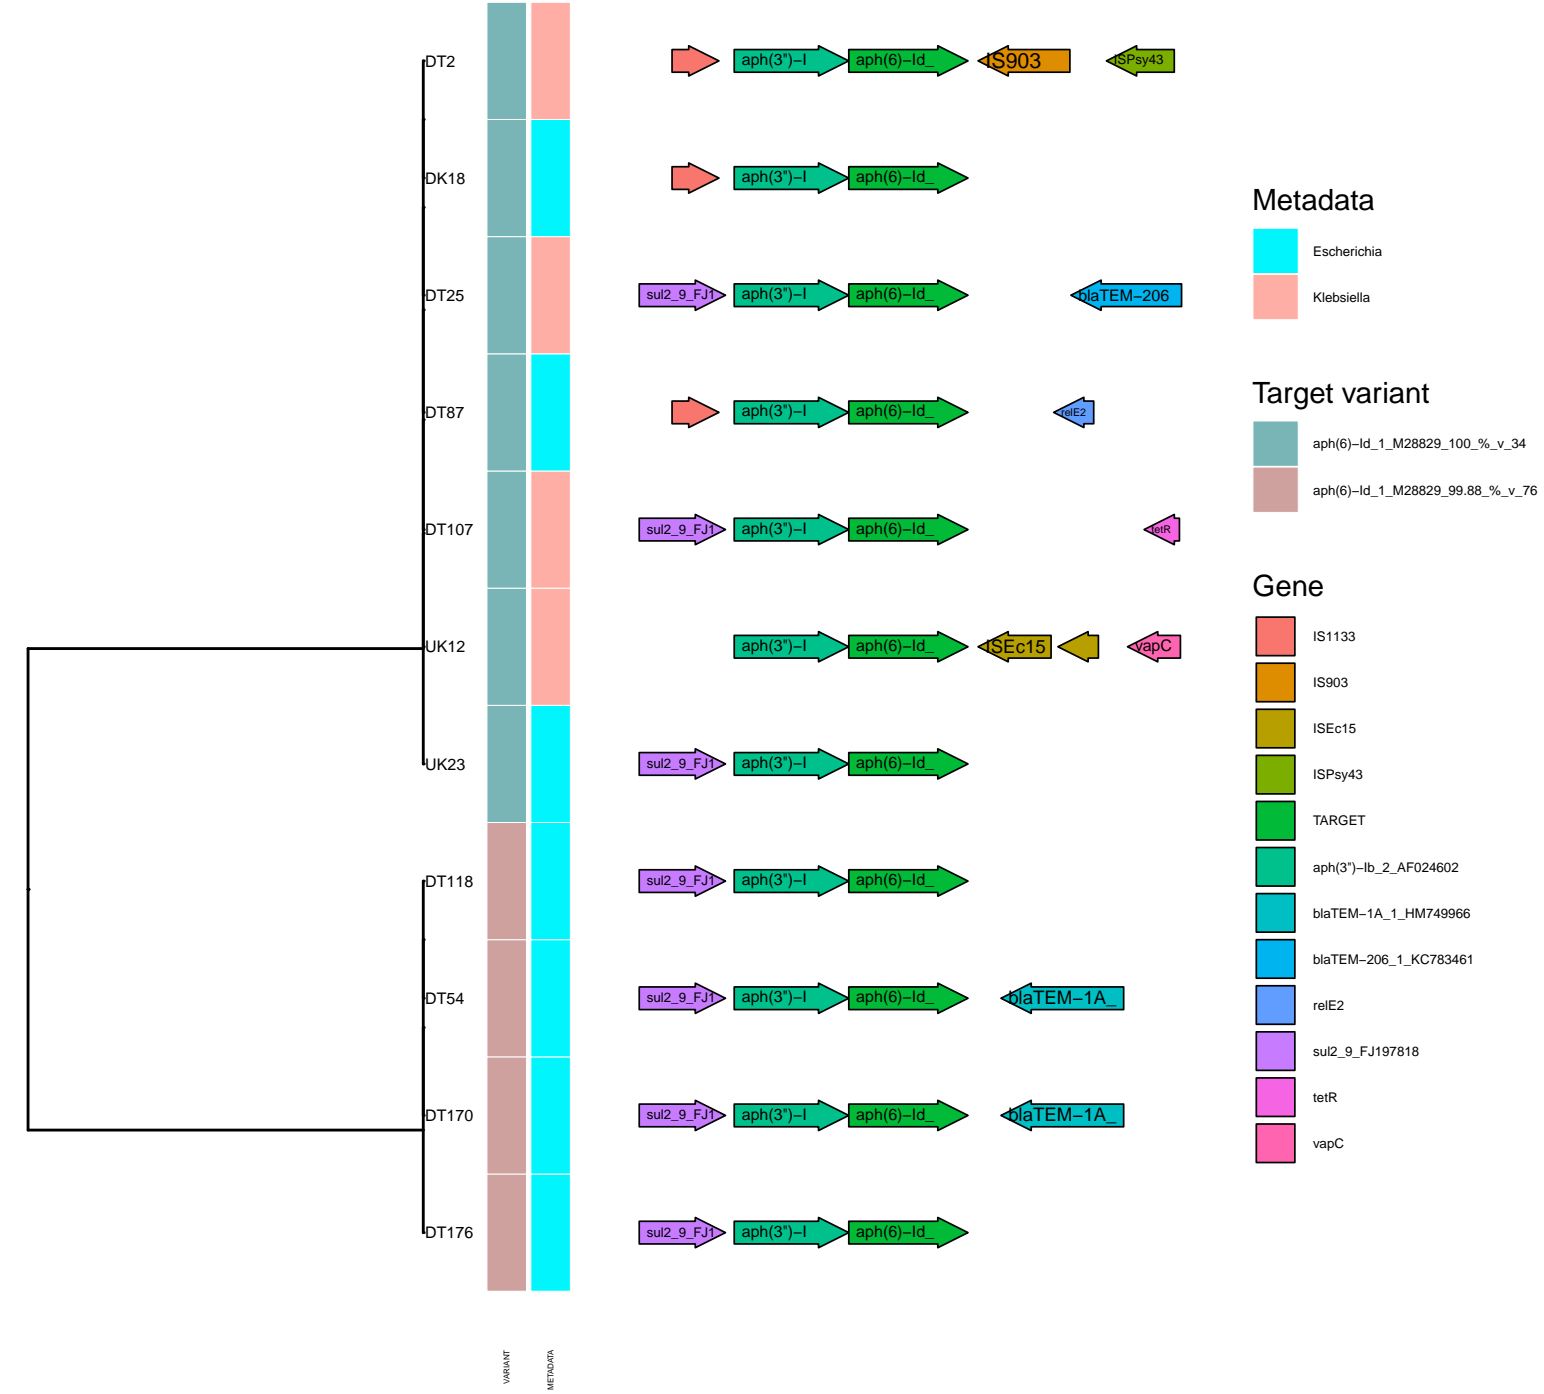 DT2
aph(3")−I
aph(6)−Id_
IS903
ISPsy43
DK18
aph(3")−I
aph(6)−Id_
DT25
sul2_9_FJ1
aph(3")−I
aph(6)−Id_
blaTEM−206
DT87
aph(3")−I
aph(6)−Id_
relE2
DT107
sul2_9_FJ1
aph(3")−I
aph(6)−Id_
tetR
UK12
aph(3")−I
aph(6)−Id_
ISEc15
vapC
UK23
sul2_9_FJ1
aph(3")−I
aph(6)−Id_
DT118
sul2_9_FJ1
aph(3")−I
aph(6)−Id_
DT54
sul2_9_FJ1
aph(3")−I
aph(6)−Id_
blaTEM−1A_
DT170
sul2_9_FJ1
aph(3")−I
aph(6)−Id_
blaTEM−1A_
DT176
sul2_9_FJ1
aph(3")−I
aph(6)−Id_
VARIANT
METADATA
Metadata
Escherichia
Klebsiella
Target variant
aph(6)−Id_1_M28829_100_%_v_34
aph(6)−Id_1_M28829_99.88_%_v_76
Gene
IS1133
IS903
ISEc15
ISPsy43
TARGET
aph(3")−Ib_2_AF024602
blaTEM−1A_1_HM749966
blaTEM−206_1_KC783461
relE2
sul2_9_FJ197818
tetR
vapC